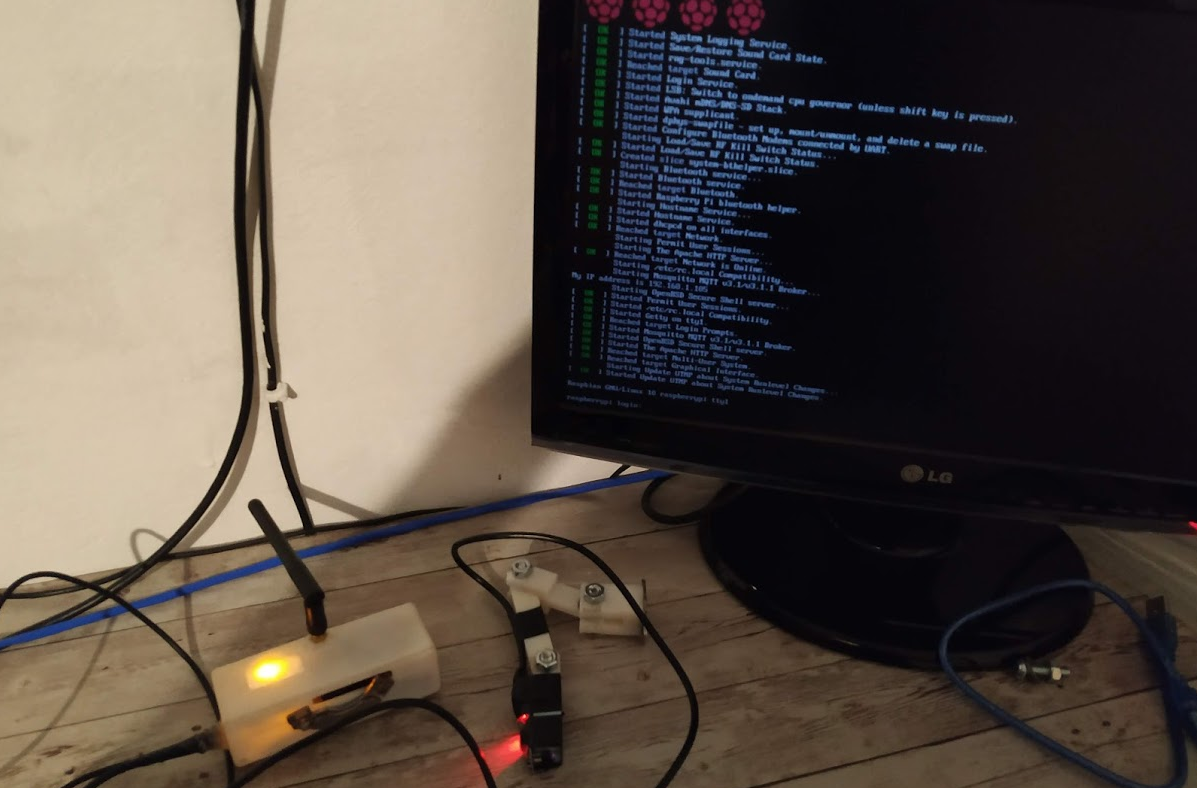 [ OK ] Started System Logging Service.
[ OK ] Started Save/Restore Sound Card State.
[ OK ] Started rng-tools.service.
[ OK ] Reached target Sound Card.
[ OK ] Started Login Service.
[ OK ] Started LSB: Switch to ondemand cpu governor (unless shift key is pressed).
[ OK ] Started Avahi mDNS/DNS-SD Stack.
[ OK ] Started WPA supplicant.
[ OK ] Started dphys-swapfile - set up, mount/unmount, and delete a swap file.
[ OK ] Started Configure Bluetooth Modems connected by UART.
Starting Load/Save RF Kill Switch Status...
[ OK ] Started Load/Save RF Kill Switch Status.
[ OK ] Created slice system-bthelper.slice.
Starting Bluetooth service...
[ OK ] Started Bluetooth service.
[ OK ] Reached target Bluetooth.
[ OK ] Started Raspberry Pi bluetooth helper.
Starting Hostname Service...
[ OK ] Started Hostname Service.
[ OK ] Started dhcpcd on all interfaces.
[ OK ] Reached target Network.
Starting Permit User Sessions...
Starting The Apache HTTP Server...
[ OK ] Reached target Network is Online.
Starting /etc/rc.local Compatibility...
Starting Mosquitto MQTT v3.1/v3.1.1 Broker...
My IP address is 192.168.1.105
Starting OpenBSD Secure Shell server...
[ OK ] Started Permit User Sessions.
[ OK ] Started /etc/rc.local Compatibility.
[ OK ] Started Getty on tty1.
[ OK ] Reached target Login Prompts.
[ OK ] Started Mosquitto MQTT v3.1/v3.1.1 Broker.
[ OK ] Started OpenBSD Secure Shell server.
[ OK ] Started The Apache HTTP Server.
[ OK ] Reached target Multi-User System.
[ OK ] Reached target Graphical Interface.
Starting Update UTMP about System Runlevel Changes...
[ OK ] Started Update UTMP about System Runlevel Changes.
Raspbian GNU/Linux 10 raspberrypi tty1
raspberrypi login:
LG